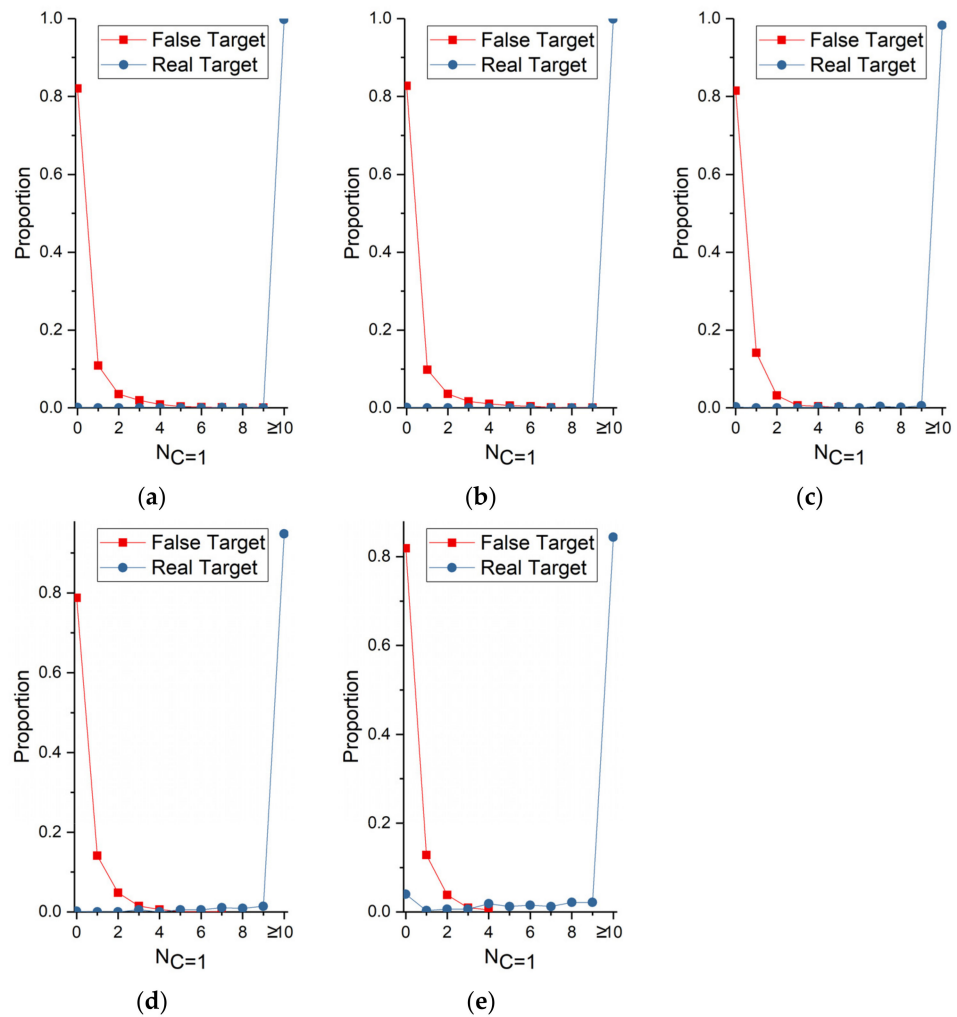 1.0
0.8
0.6
0.4
0.2
0.0
Proportion
False Target
Real Target
0 2 4 6 8 ≥10
N_C=1
(a)
1.0
0.8
0.6
0.4
0.2
0.0
Proportion
False Target
Real Target
0 2 4 6 8 ≥10
N_C=1
(b)
1.0
0.8
0.6
0.4
0.2
0.0
Proportion
False Target
Real Target
0 2 4 6 8 ≥10
N_C=1
(c)
0.8
0.6
0.4
0.2
0.0
Proportion
False Target
Real Target
0 2 4 6 8 ≥10
N_C=1
(d)
0.8
0.6
0.4
0.2
0.0
Proportion
False Target
Real Target
0 2 4 6 8 ≥10
N_C=1
(e)